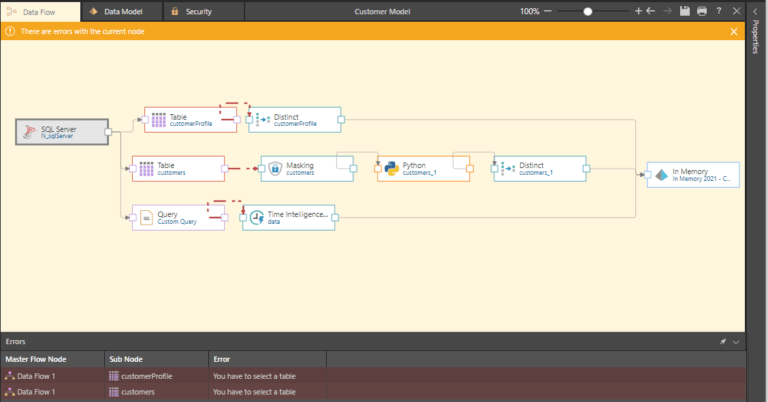 Data Flow
Data Model
Security
Customer Model
100%
?
There are errors with the current node
Properties
Table
customerProfile
Distinct
customerProfile
SQL Server
N_sqlServer
Table
customers
Masking
customers
Python
customers_1
Distinct
customers_1
In Memory
In Memory 2021 - C...
Query
Custom Query
Time Intelligence...
data
Errors
Master Flow Node Sub Node Error
Data Flow 1 customerProfile You have to select a table
Data Flow 1 customers You have to select a table